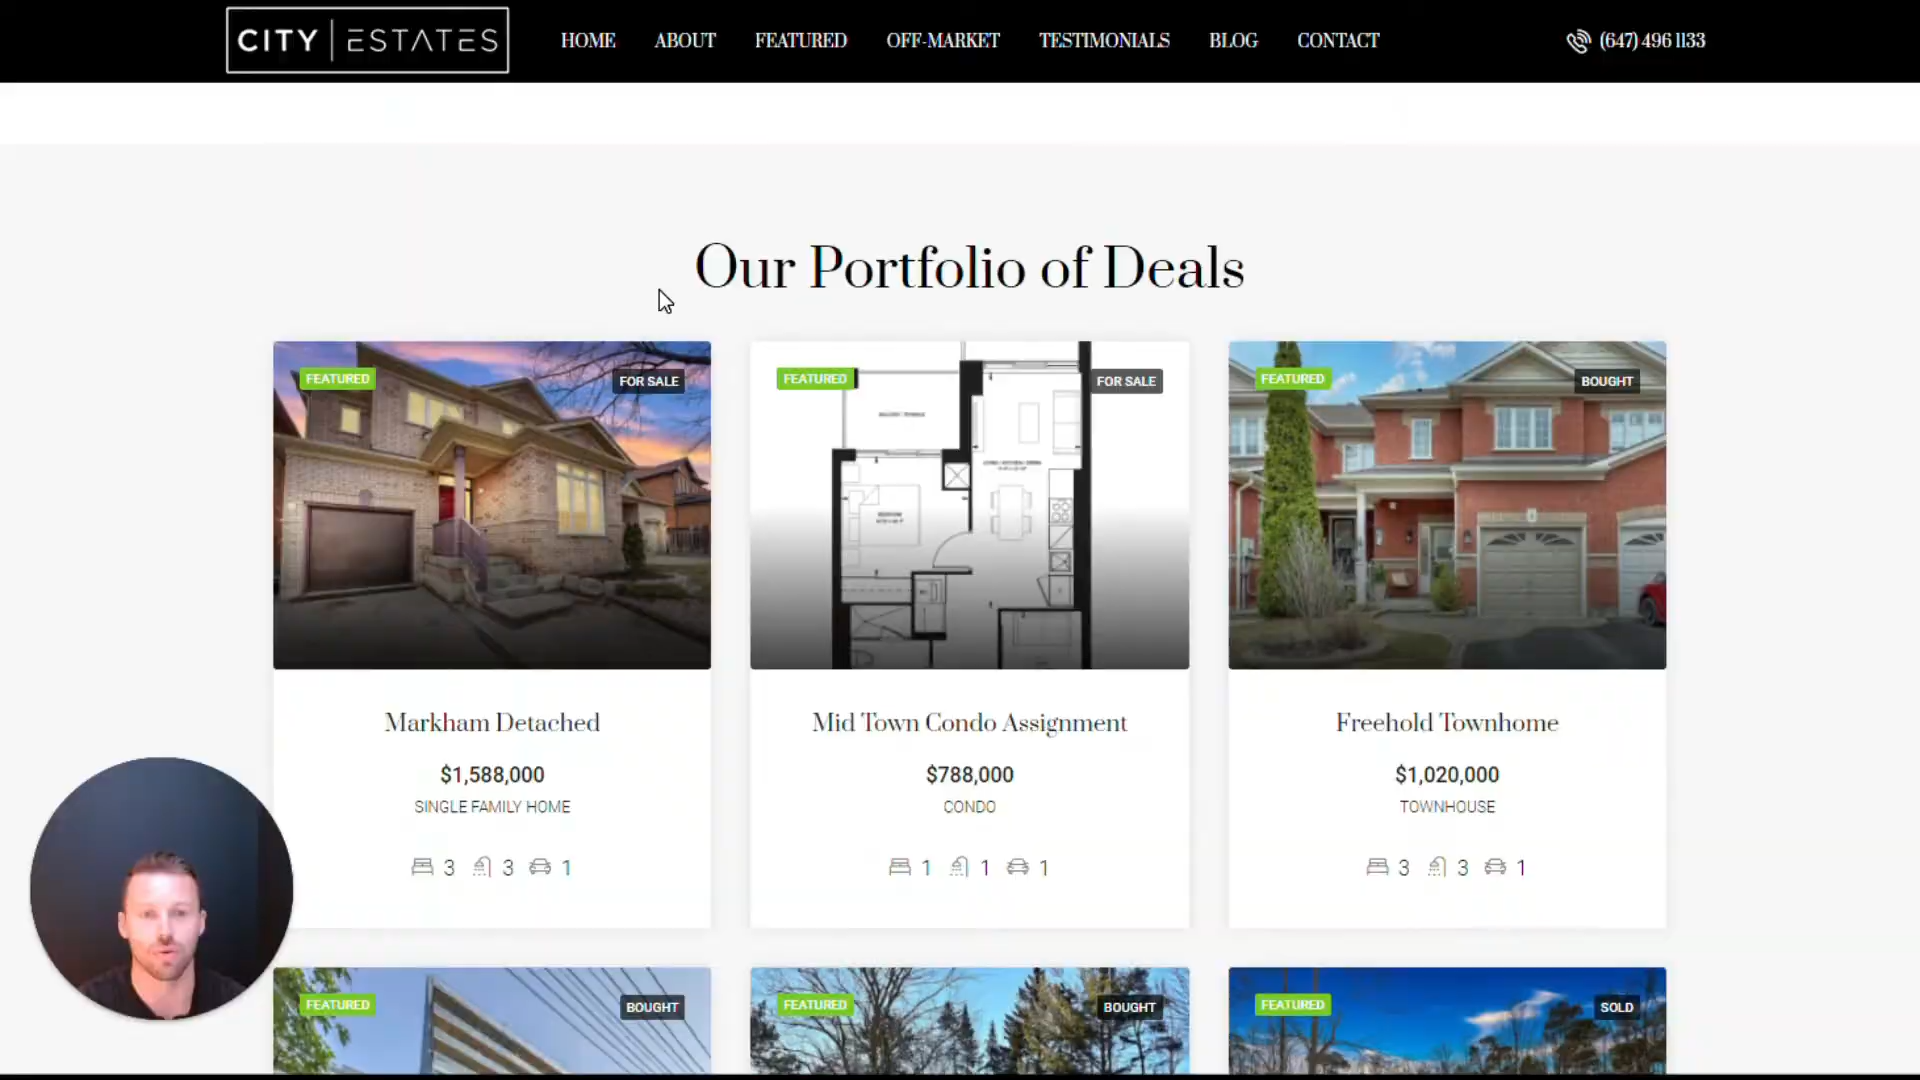 CITY | ESTATES
HOME
ABOUT
FEATURED
OFF-MARKET
TESTIMONIALS
BLOG
CONTACT
(647) 496 1133
Our Portfolio of Deals
FEATURED
FOR SALE
Markham Detached
$1,588,000
SINGLE FAMILY HOME
3 3 1
FEATURED
FOR SALE
Mid Town Condo Assignment
$788,000
CONDO
1 1 1
FEATURED
BOUGHT
Freehold Townhome
$1,020,000
TOWNHOUSE
3 3 1
FEATURED
BOUGHT
FEATURED
BOUGHT
FEATURED
SOLD